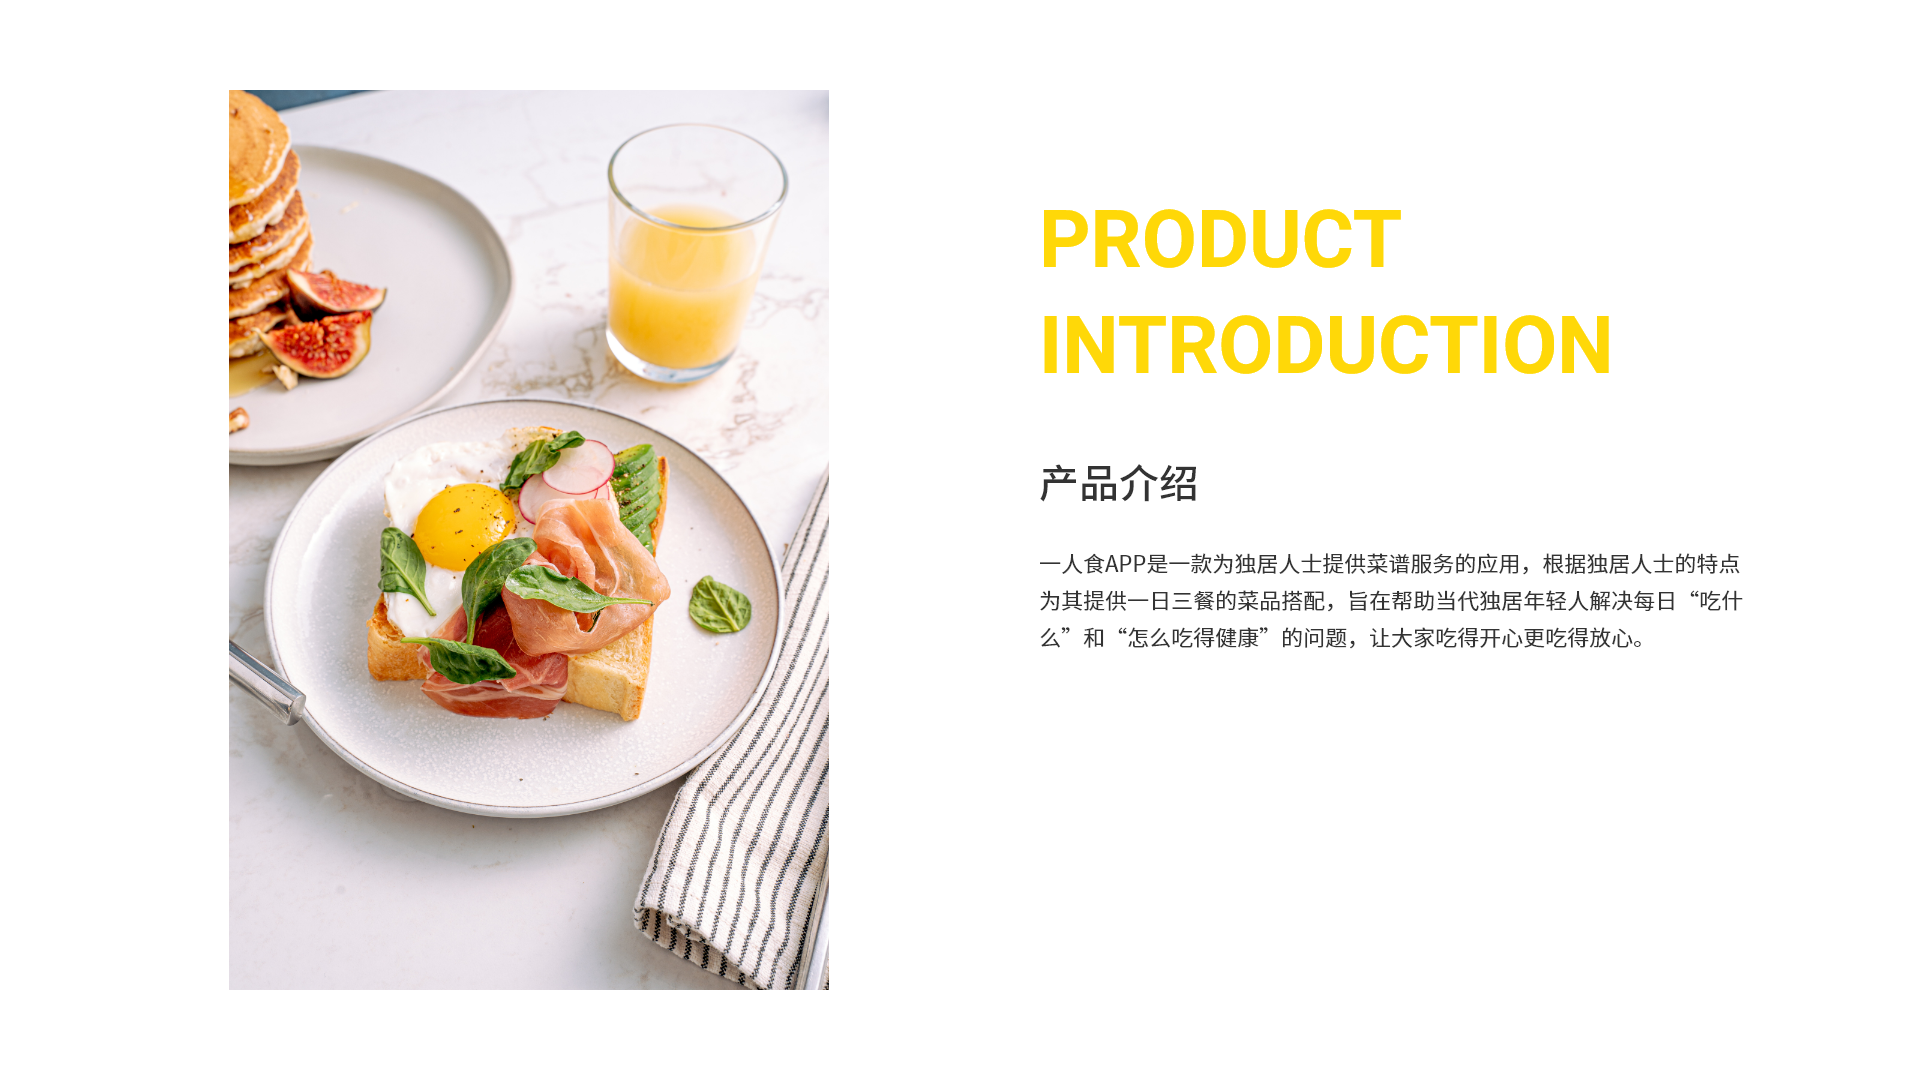 PRODUCT
INTRODUCTION
产品介绍
一人食APP是一款为独居人士提供菜谱服务的应用，根据独居人士的特点
为其提供一日三餐的菜品搭配，旨在帮助当代独居年轻人解决每日“吃什
么”和“怎么吃得健康”的问题，让大家吃得开心更吃得放心。